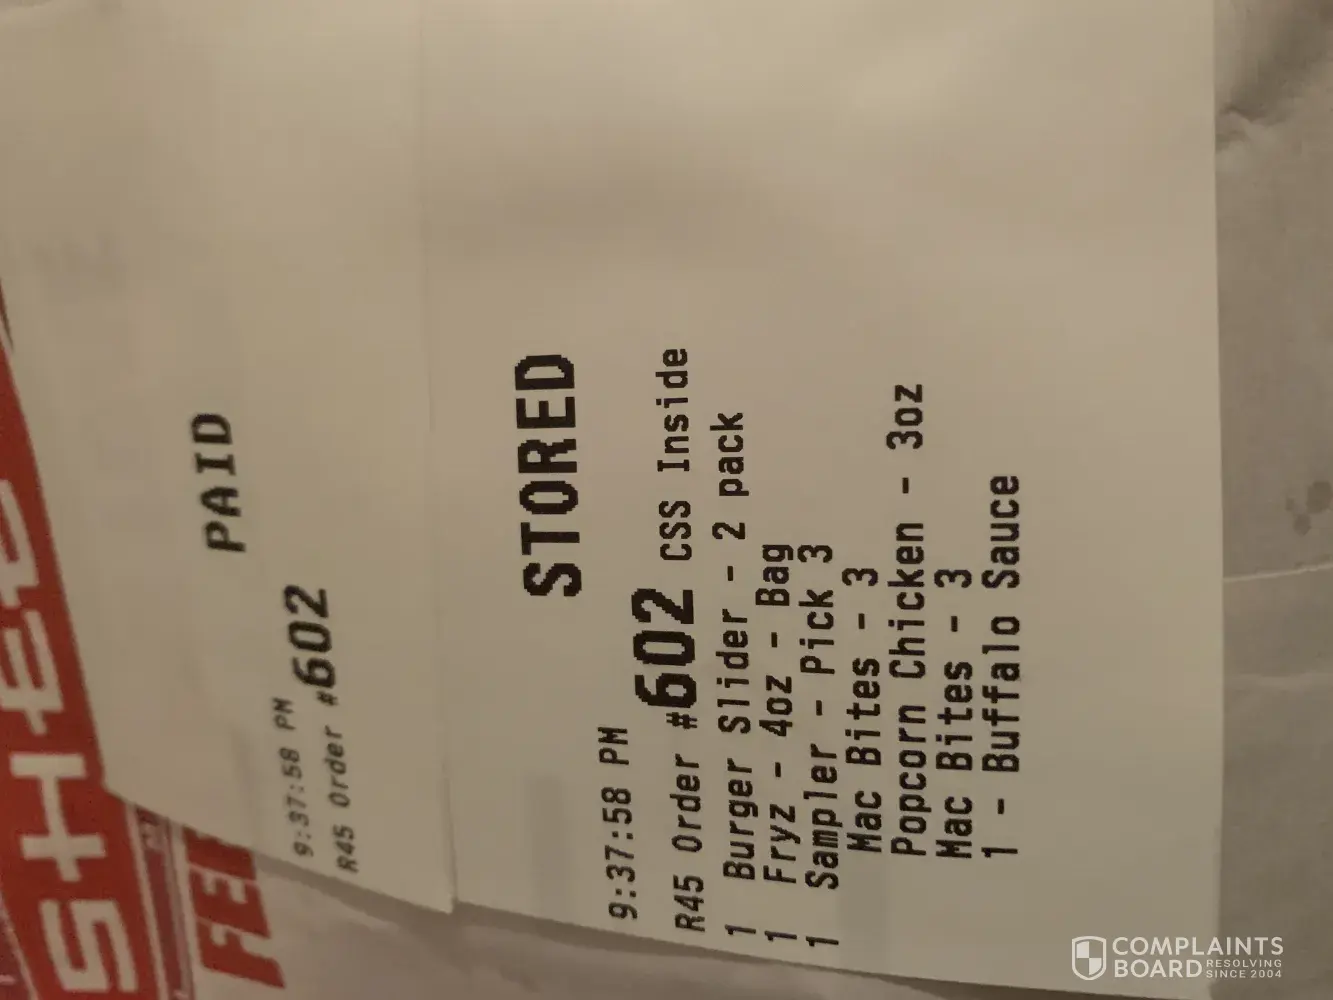 PAID
9:37:58 PM
R45 Order #602
STORED
9:37:58 PM
R45 Order #602 CSS Inside
1 Burger Slider - 2 pack
1 Fryz - 4oz - Bag
1 Sampler - Pick 3
Mac Bites - 3
Popcorn Chicken - 3oz
Mac Bites - 3
1 - Buffalo Sauce
COMPLAINTS
BOARD RESOLVING
SINCE 2004